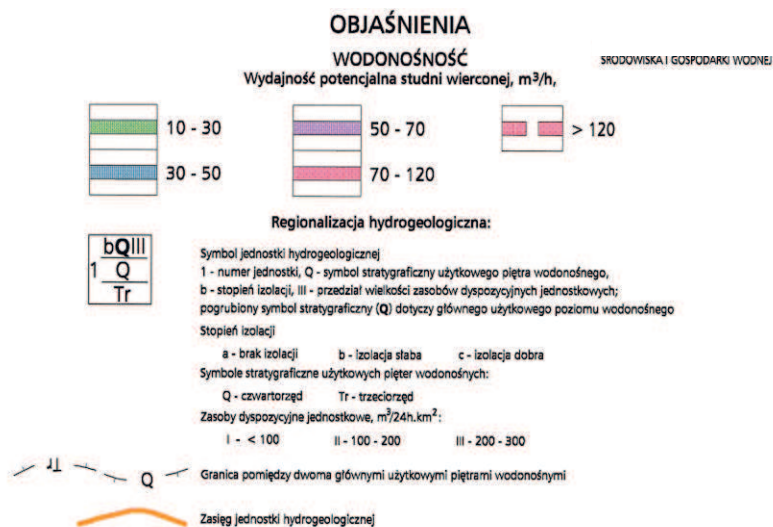 OBJAŚNIENIA
WODONOŚNOŚĆ
Wydajność potencjalna studni wierconej, m³/h,
ŚRODOWISKA I GOSPODARKI WODNEJ
10 - 30
50 - 70
> 120
30 - 50
70 - 120
Regionalizacja hydrogeologiczna:
bQIII
1 Q
Tr
Symbol jednostki hydrogeologicznej
1 - numer jednostki, Q - symbol stratygraficzny użytkowego piętra wodonośnego,
b - stopień izolacji, III - przedział wielkości zasobów dyspozycyjnych jednostkowych;
pogrubiony symbol stratygraficzny (Q) dotyczy głównego użytkowego poziomu wodonośnego
Stopień izolacji
a - brak izolacji b - izolacja słaba c - izolacja dobra
Symbole stratygraficzne użytkowych pięter wodonośnych:
Q - czwartorzęd Tr - trzeciorzęd
Zasoby dyspozycyjne jednostkowe, m³/24h.km²:
I - < 100 II - 100 - 200 III - 200 - 300
Tr
Q
Granica pomiędzy dwoma głównymi użytkowymi piętrami wodonośnymi
Zasięg jednostki hydrogeologicznej